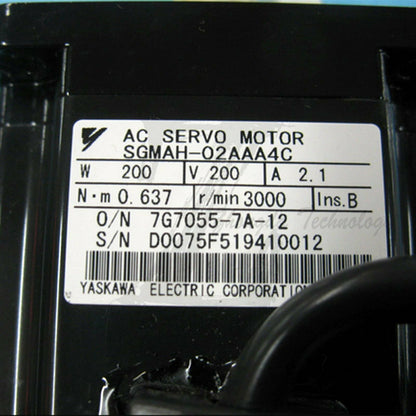 AC SERVO MOTOR
SGMAH-02AAA4C
W 200 V 200 A 2.1
N·m 0.637 r/min 3000 Ins.B
O/N 7G7055-7A-12
S/N D0075F519410012
YASKAWA ELECTRIC CORPORATION
Technology